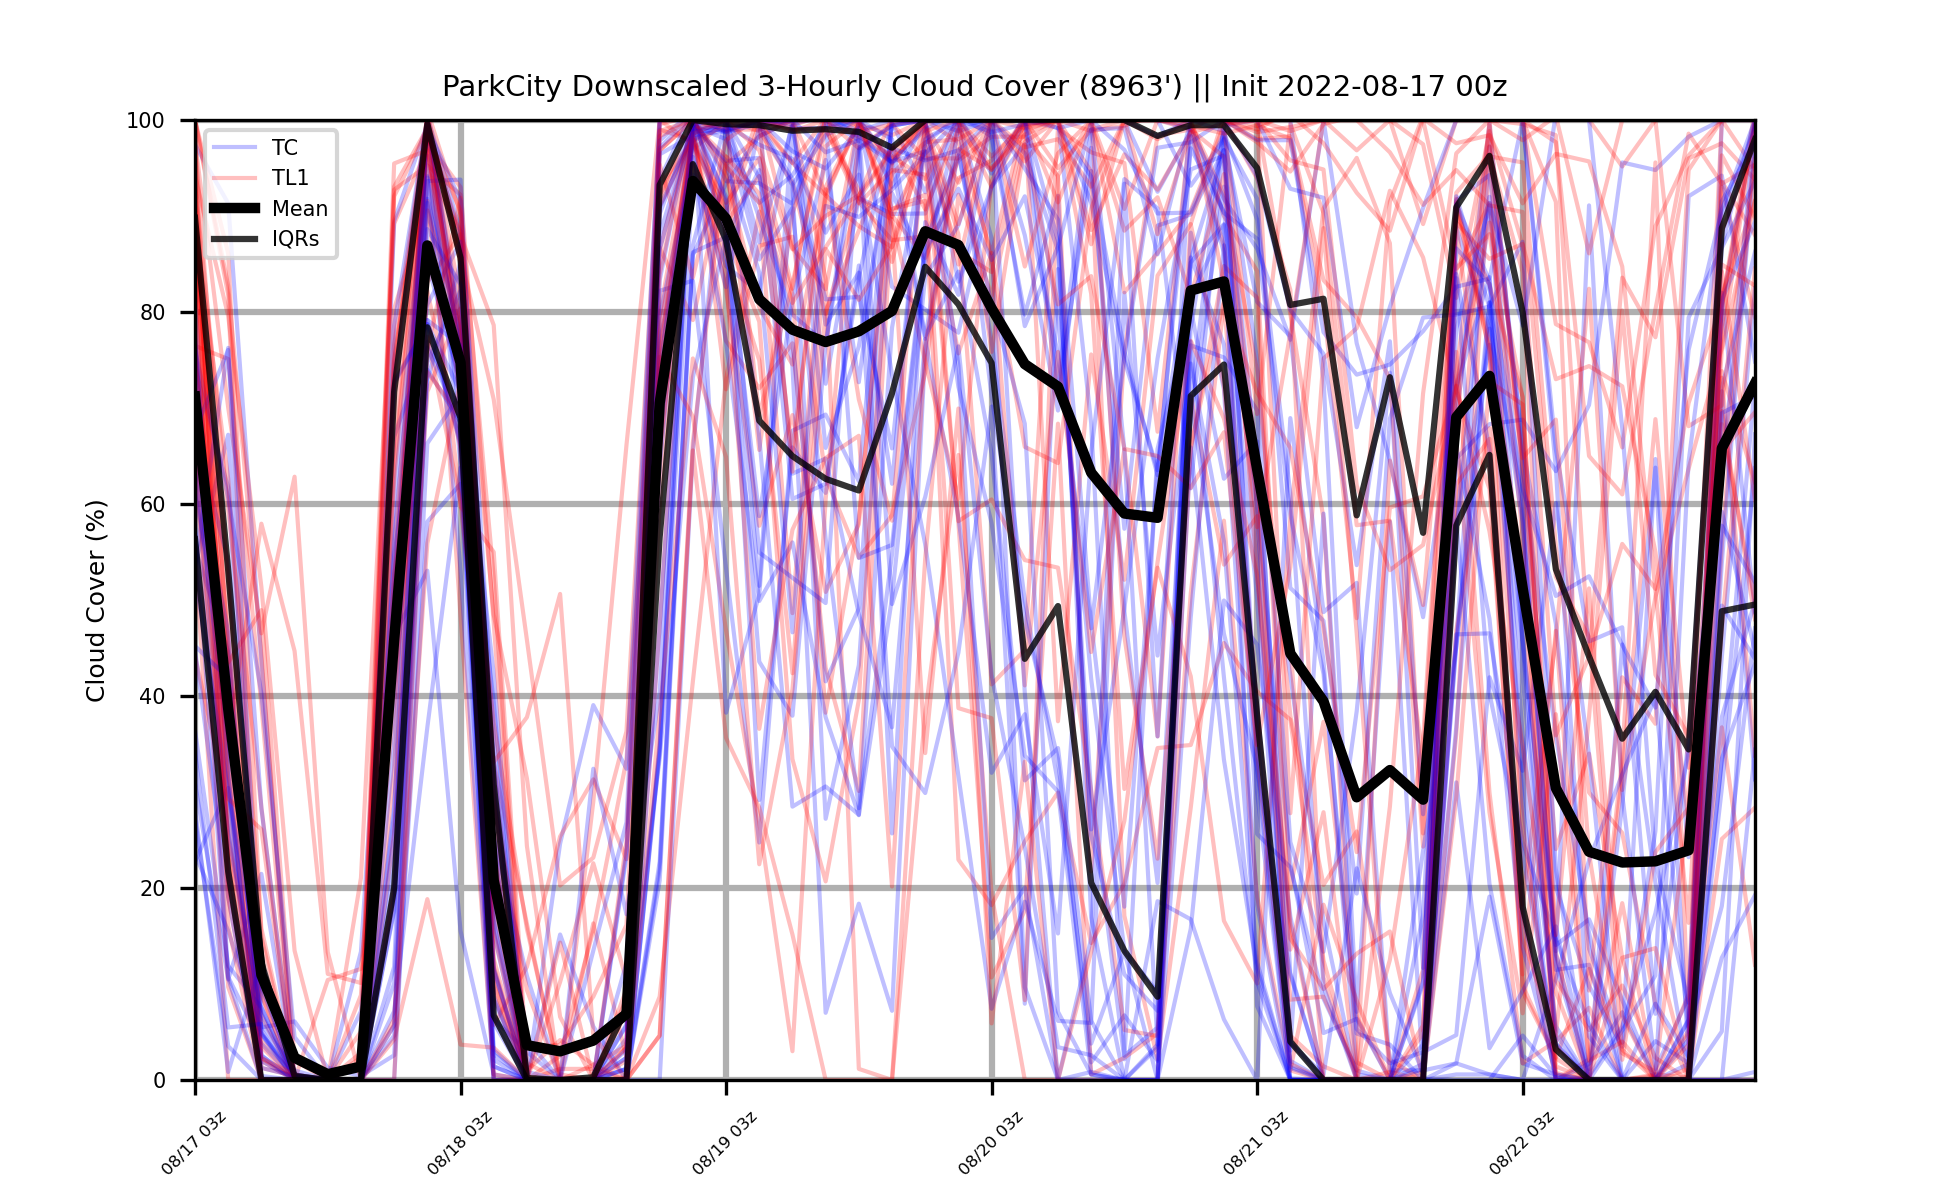 ParkCity Downscaled 3-Hourly Cloud Cover (8963') || Init 2022-08-17 00z
TC
TL1
Mean
IQRs
Cloud Cover (%)
100
80
60
40
20
0
08/17 03z
08/18 03z
08/19 03z
08/20 03z
08/21 03z
08/22 03z